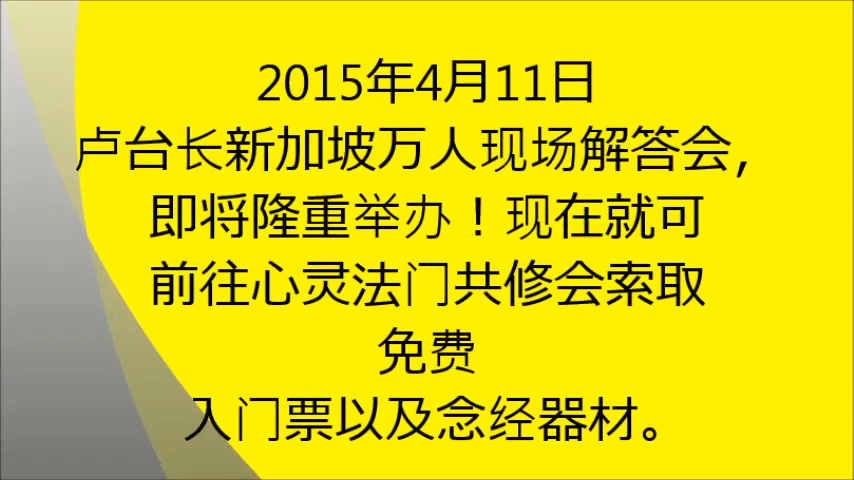 2015年4月11日
卢台长新加坡万人现场解答会，
即将隆重举办！现在就可
前往心灵法门共修会索取
免费
入门票以及念经器材。